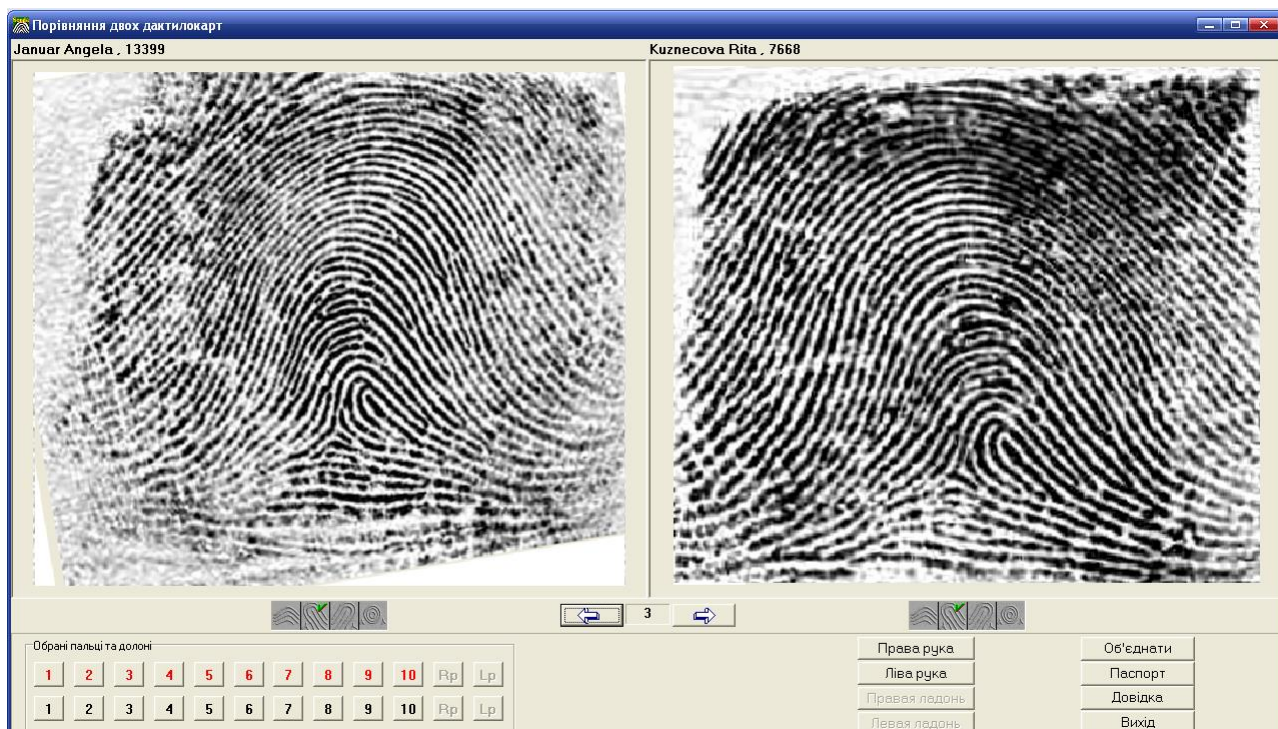 Порівняння двох дактилокарт
Januar Angela , 13399
Kuznecova Rita , 7668
3
Обрані пальці та долоні
1 2 3 4 5 6 7 8 9 10 Rp Lp
1 2 3 4 5 6 7 8 9 10 Rp Lp
Права рука
Ліва рука
Правая ладонь
Левая ладонь
Об'єднати
Паспорт
Довідка
Вихід